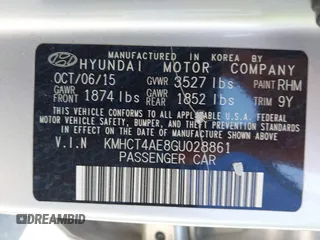 MANUFACTURED IN KOREA BY
HYUNDAI MOTOR COMPANY
OCT/06/15 GVWR 3527 lbs PAINT RHM
GAWR FRONT 1874 lbs GAWR REAR 1852 lbs TRIM 9Y
THIS VEHICLE CONFORMS TO ALL APPLICABLE
FEDERAL MOTOR VEHICLE SAFETY,
BUMPER, AND THEFT PREVENTION STANDARDS
IN EFFECT ON THE DATE OF
MANUFACTURE SHOWN ABOVE.
V.I.N KMHCT4AE8GU028861
PASSENGER CAR
DREAMBID